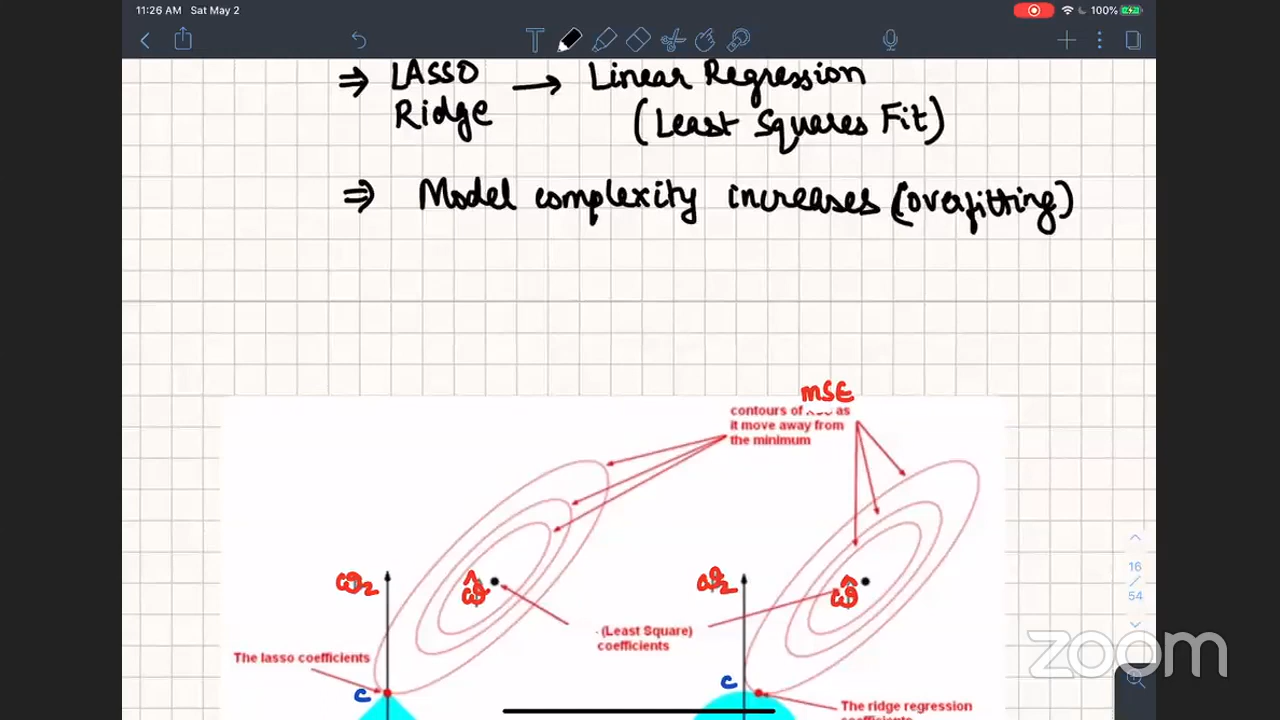 11:26 AM Sat May 2
100%
⇒ LASSO → Linear Regression
Ridge (Least Squares Fit)
⇒ Model complexity increases (overfitting)
MSE
contours of as
it move away from
the minimum
ω2 ω̂ ω2 ω̂
(Least Square)
coefficients
The lasso coefficients
c c
The ridge regression
16
/
54
zoom